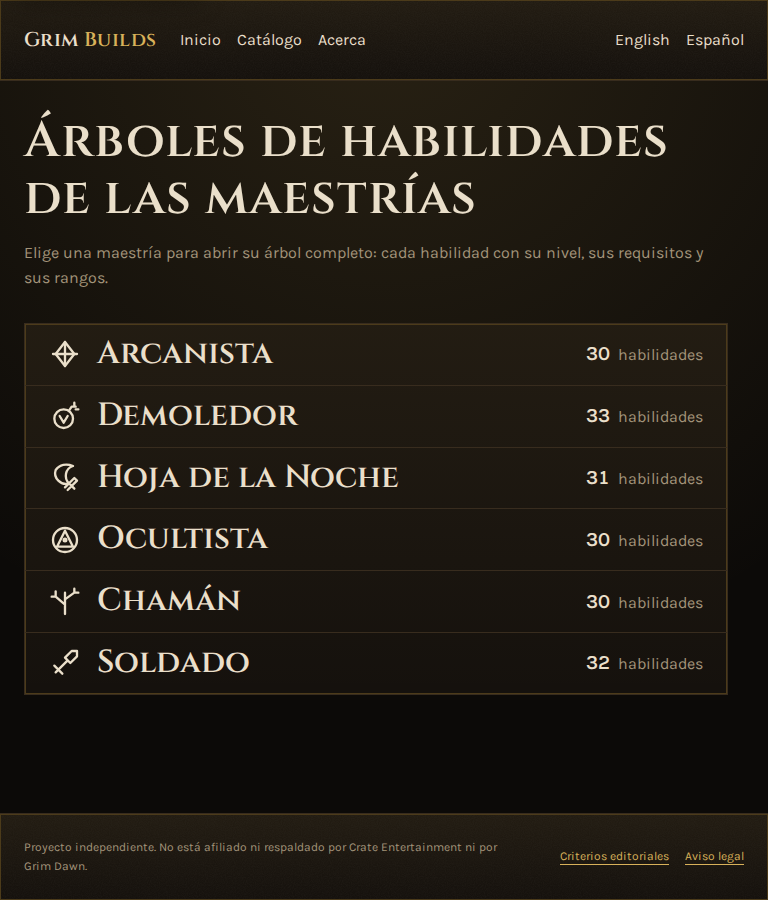 Grim Builds Inicio Catálogo Acerca English Español
Árboles de habilidades
de las maestrías
Elige una maestría para abrir su árbol completo: cada habilidad con su nivel, sus requisitos y
sus rangos.
Arcanista 30 habilidades
Demoledor 33 habilidades
Hoja de la Noche 31 habilidades
Ocultista 30 habilidades
Chamán 30 habilidades
Soldado 32 habilidades
Proyecto independiente. No está afiliado ni respaldado por Crate Entertainment ni por
Grim Dawn.
Criterios editoriales Aviso legal